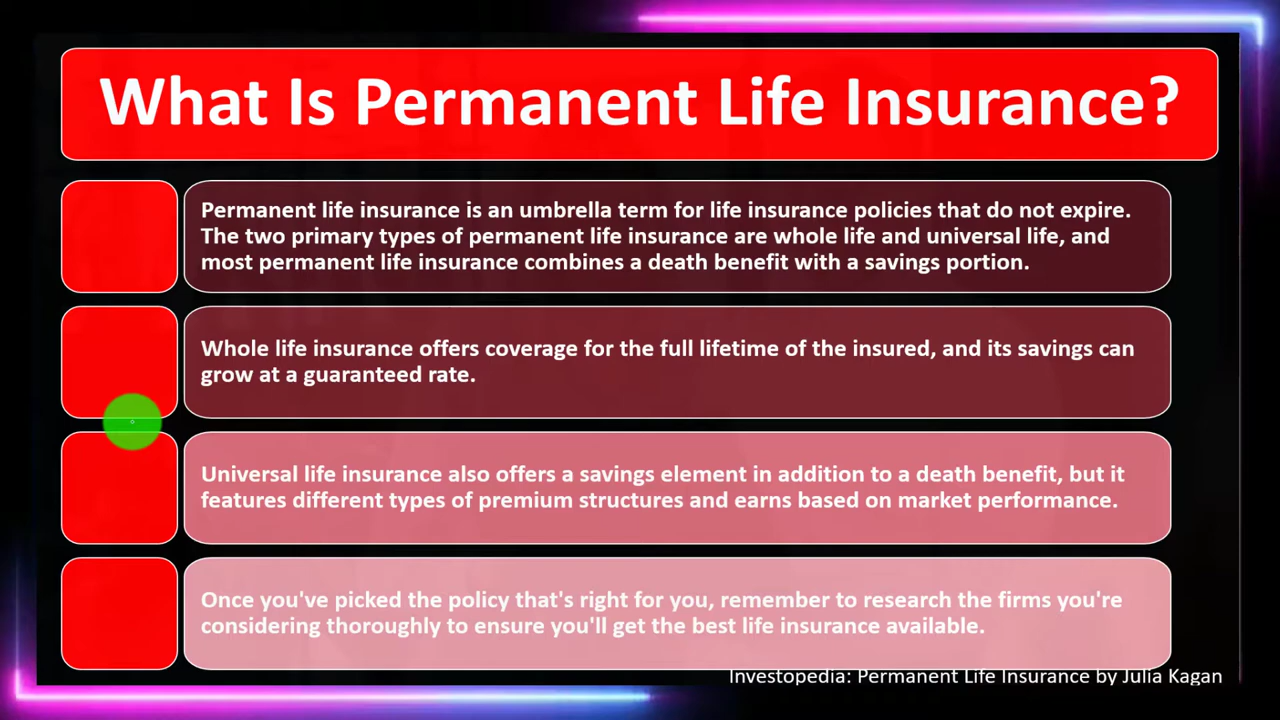 What Is Permanent Life Insurance?
Permanent life insurance is an umbrella term for life insurance policies that do not expire.
The two primary types of permanent life insurance are whole life and universal life, and
most permanent life insurance combines a death benefit with a savings portion.
Whole life insurance offers coverage for the full lifetime of the insured, and its savings can
grow at a guaranteed rate.
Universal life insurance also offers a savings element in addition to a death benefit, but it
features different types of premium structures and earns based on market performance.
Once you've picked the policy that's right for you, remember to research the firms you're
considering thoroughly to ensure you'll get the best life insurance available.
Investopedia: Permanent Life Insurance by Julia Kagan